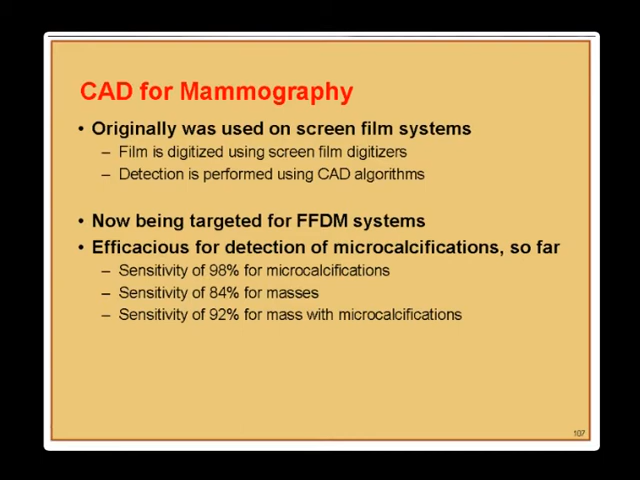 CAD for Mammography
• Originally was used on screen film systems
– Film is digitized using screen film digitizers
– Detection is performed using CAD algorithms
• Now being targeted for FFDM systems
• Efficacious for detection of microcalcifications, so far
– Sensitivity of 98% for microcalcifications
– Sensitivity of 84% for masses
– Sensitivity of 92% for mass with microcalcifications
107